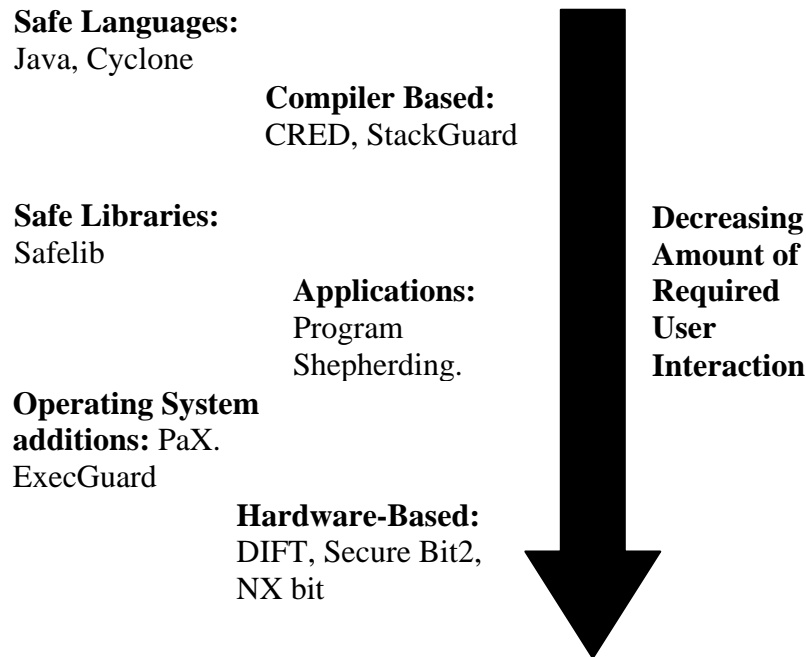 Safe Languages:
Java, Cyclone
Compiler Based:
CRED, StackGuard
Safe Libraries:
Safelib
Applications:
Program
Shepherding.
Operating System
additions: PaX.
ExecGuard
Hardware-Based:
DIFT, Secure Bit2,
NX bit
Decreasing
Amount of
Required
User
Interaction